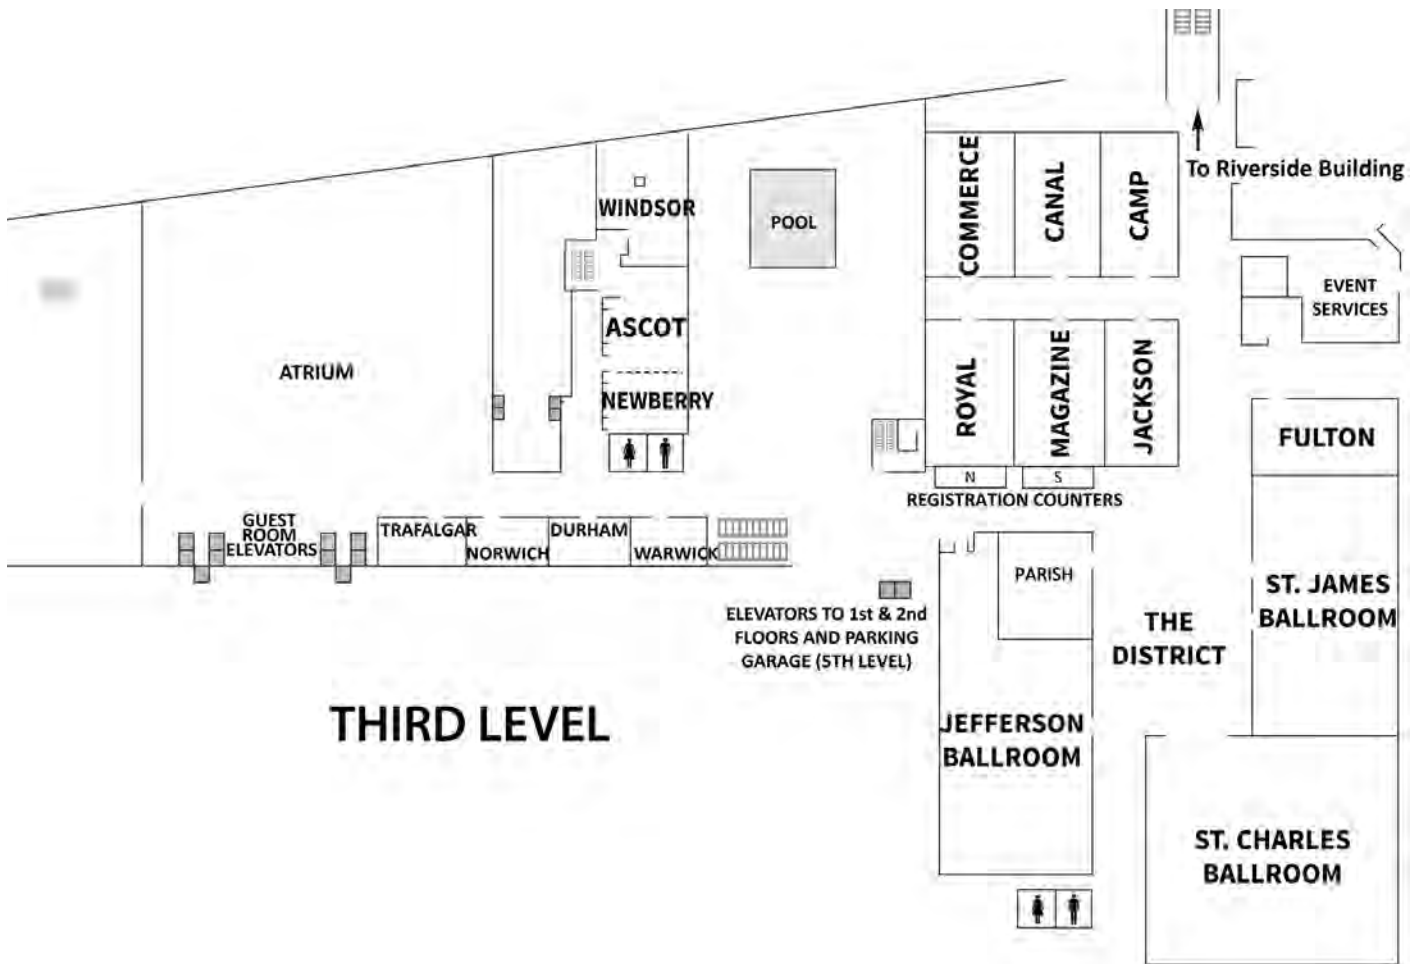 To Riverside Building
COMMERCE
CANAL
CAMP
WINDSOR
POOL
EVENT
SERVICES
ASCOT
ATRIUM
NEWBERRY
ROYAL
MAGAZINE
JACKSON
FULTON
N
S
REGISTRATION COUNTERS
GUEST
ROOM
ELEVATORS
TRAFALGAR
NORWICH
DURHAM
WARWICK
PARISH
ST. JAMES
BALLROOM
ELEVATORS TO 1st & 2nd
FLOORS AND PARKING
GARAGE (5TH LEVEL)
THE
DISTRICT
THIRD LEVEL
JEFFERSON
BALLROOM
ST. CHARLES
BALLROOM